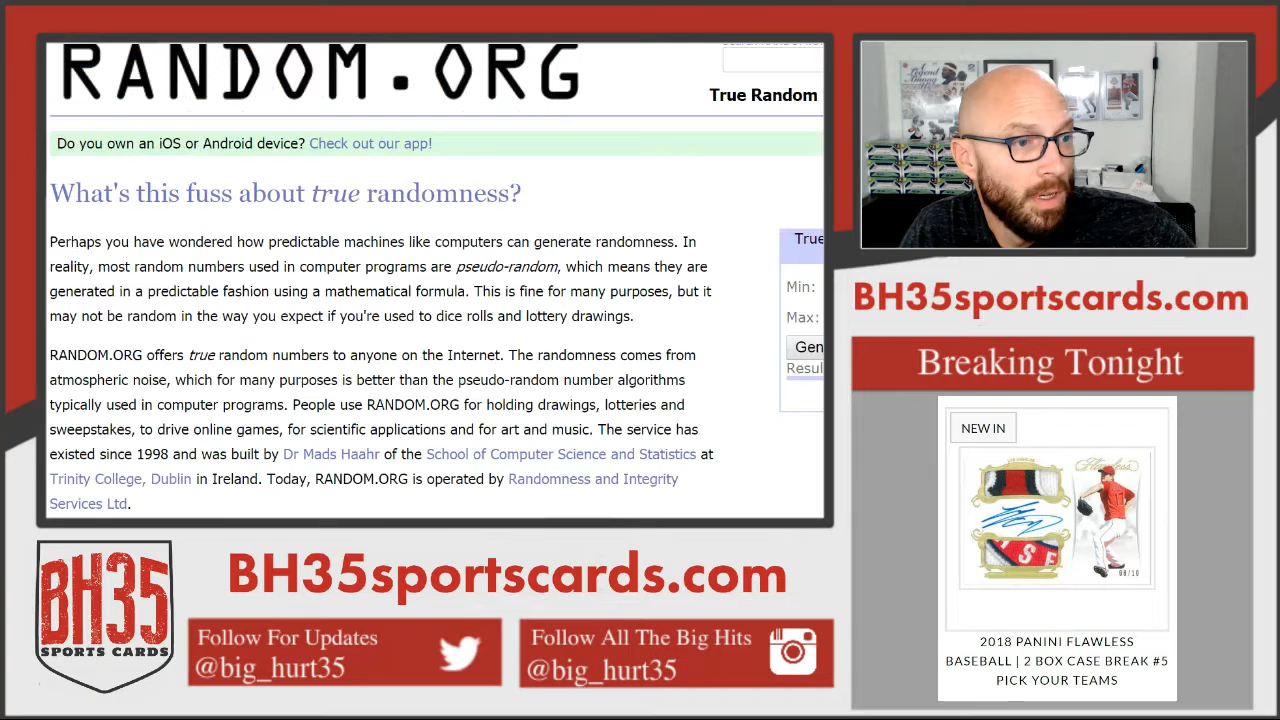 RANDOM.ORG
True Random
Do you own an iOS or Android device? Check out our app!
What's this fuss about true randomness?
Perhaps you have wondered how predictable machines like computers can generate randomness. In
reality, most random numbers used in computer programs are pseudo-random, which means they are
generated in a predictable fashion using a mathematical formula. This is fine for many purposes, but it
may not be random in the way you expect if you're used to dice rolls and lottery drawings.
RANDOM.ORG offers true random numbers to anyone on the Internet. The randomness comes from
atmospheric noise, which for many purposes is better than the pseudo-random number algorithms
typically used in computer programs. People use RANDOM.ORG for holding drawings, lotteries and
sweepstakes, to drive online games, for scientific applications and for art and music. The service has
existed since 1998 and was built by Dr Mads Haahr of the School of Computer Science and Statistics at
Trinity College, Dublin in Ireland. Today, RANDOM.ORG is operated by Randomness and Integrity
Services Ltd.
True
Min:
Max:
Gen
Resul
BH35sportscards.com
Breaking Tonight
NEW IN
Flawless
08/10
2018 PANINI FLAWLESS
BASEBALL | 2 BOX CASE BREAK #5
PICK YOUR TEAMS
BH35
SPORTS CARDS
BH35sportscards.com
Follow For Updates
@big_hurt35
Follow All The Big Hits
@big_hurt35